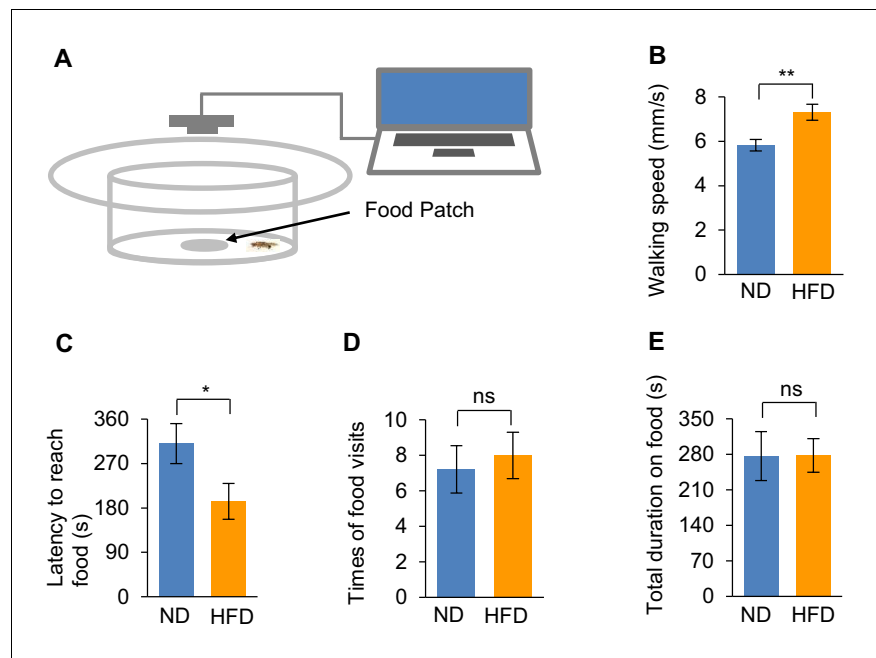 A
Food Patch
B
Walking speed (mm/s)
**
8
6
4
2
0
ND HFD
C
Latency to reach
food (s)
*
360
270
180
90
0
ND HFD
D
Times of food visits
ns
10
8
6
4
2
0
ND HFD
E
Total duration on food (s)
ns
350
280
210
140
70
0
ND HFD